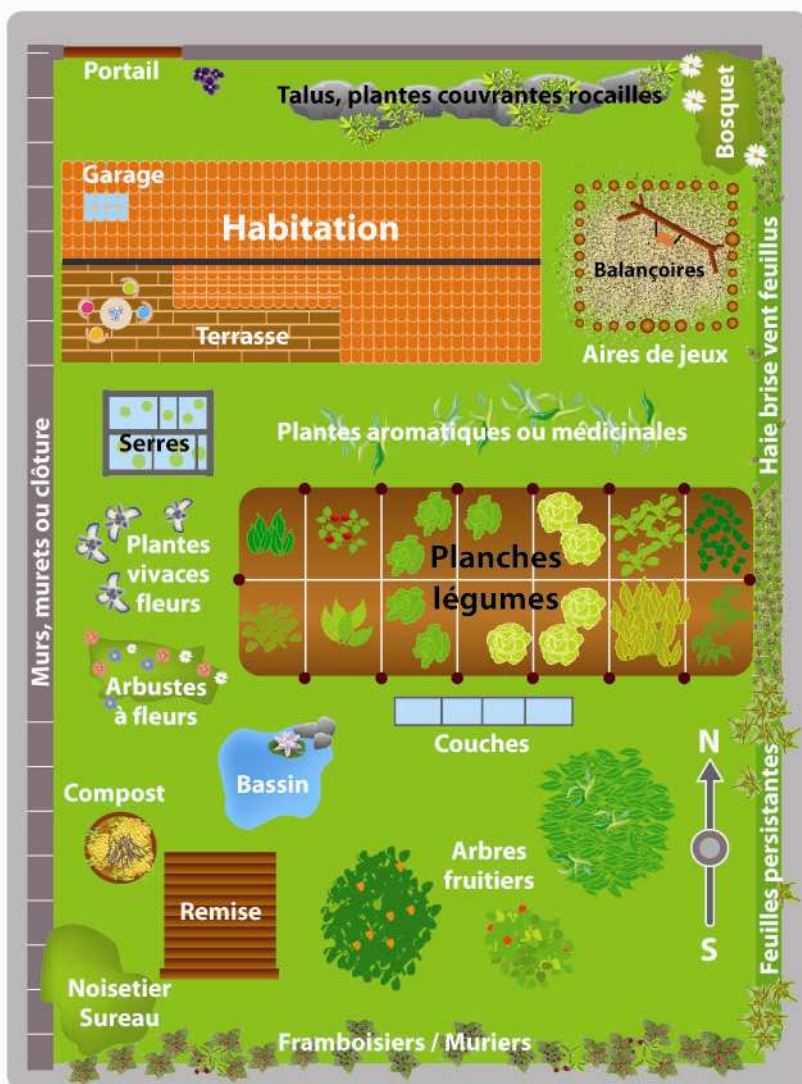 Portail
Talus, plantes couvrantes rocailles
Bosquet
Garage
Habitation
Balançoires
Terrasse
Aires de jeux
Haie brise vent feuillus
Serres
Plantes aromatiques ou médicinales
Murs, murets ou clôture
Plantes
vivaces
fleurs
Planches
légumes
Arbustes
à fleurs
Couches
N
Bassin
Compost
Arbres
fruitiers
Feuilles persistantes
Remise
S
Noisetier
Sureau
Framboisiers / Muriers